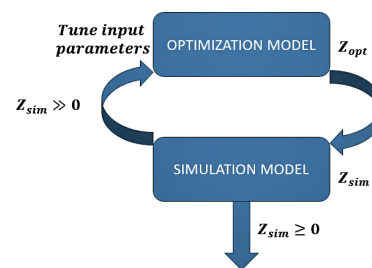 Tune input
parameters
OPTIMIZATION MODEL
Z_opt
Z_sim ≫ 0
SIMULATION MODEL
Z_sim
Z_sim ≥ 0